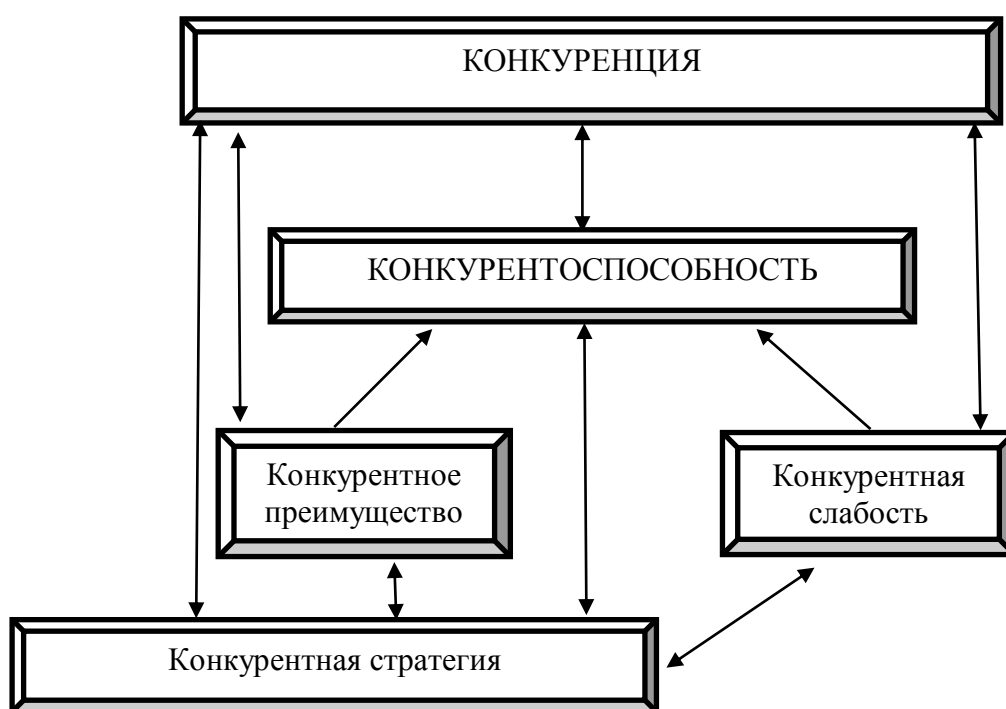 КОНКУРЕНЦИЯ
КОНКУРЕНТОСПОСОБНОСТЬ
Конкурентное
преимущество
Конкурентная
слабость
Конкурентная стратегия